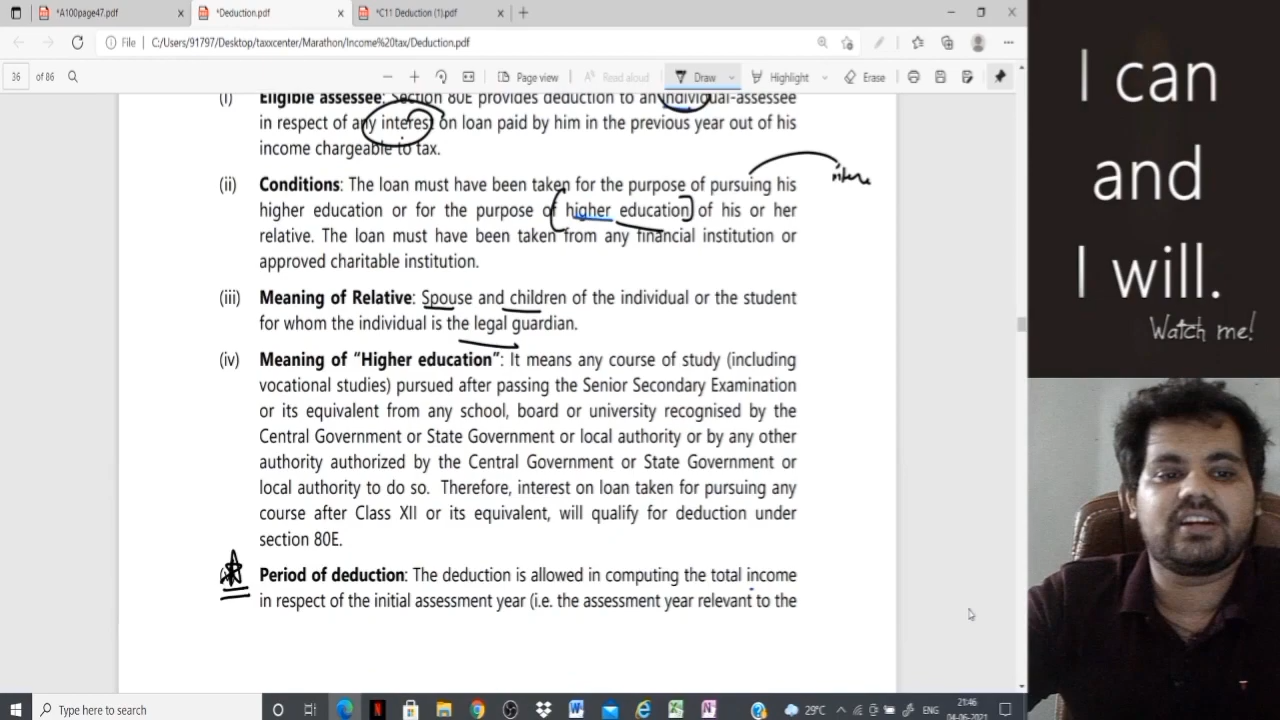 *A100page47.pdf
*Deduction.pdf
*C11 Deduction (1).pdf
File
C:/Users/91797/Desktop/taxxcenter/Marathon/Income%20tax/Deduction.pdf
36 of 86
Page view
Read aloud
Draw
Highlight
Erase
(i) Eligible assessee: Section 80E provides deduction to an individual-assessee
in respect of any interest on loan paid by him in the previous year out of his
income chargeable to tax.
(ii) Conditions: The loan must have been taken for the purpose of pursuing his
higher education or for the purpose of higher education of his or her
relative. The loan must have been taken from any financial institution or
approved charitable institution.
(iii) Meaning of Relative: Spouse and children of the individual or the student
for whom the individual is the legal guardian.
(iv) Meaning of “Higher education”: It means any course of study (including
vocational studies) pursued after passing the Senior Secondary Examination
or its equivalent from any school, board or university recognised by the
Central Government or State Government or local authority or by any other
authority authorized by the Central Government or State Government or
local authority to do so. Therefore, interest on loan taken for pursuing any
course after Class XII or its equivalent, will qualify for deduction under
section 80E.
Period of deduction: The deduction is allowed in computing the total income
in respect of the initial assessment year (i.e. the assessment year relevant to the
I can
and
I will.
Watch me!
Type here to search
29°C
ENG
21:46
04-06-2021